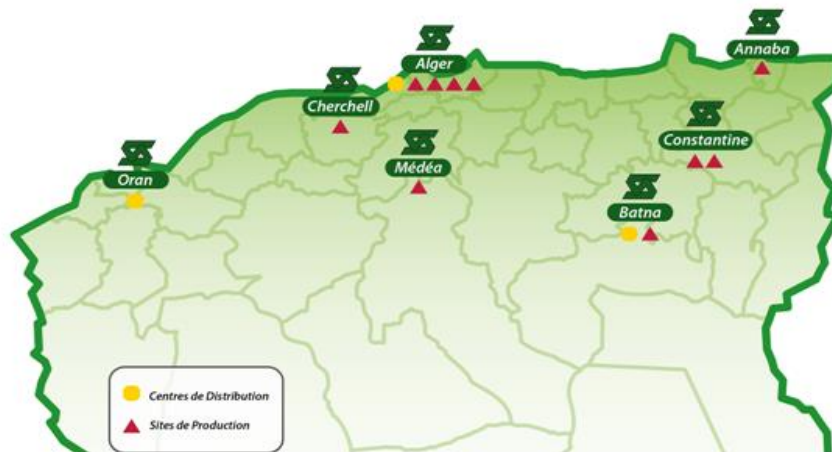 Annaba
Alger
Cherchell
Constantine
Médéa
Oran
Batna
Centres de Distribution
Sites de Production